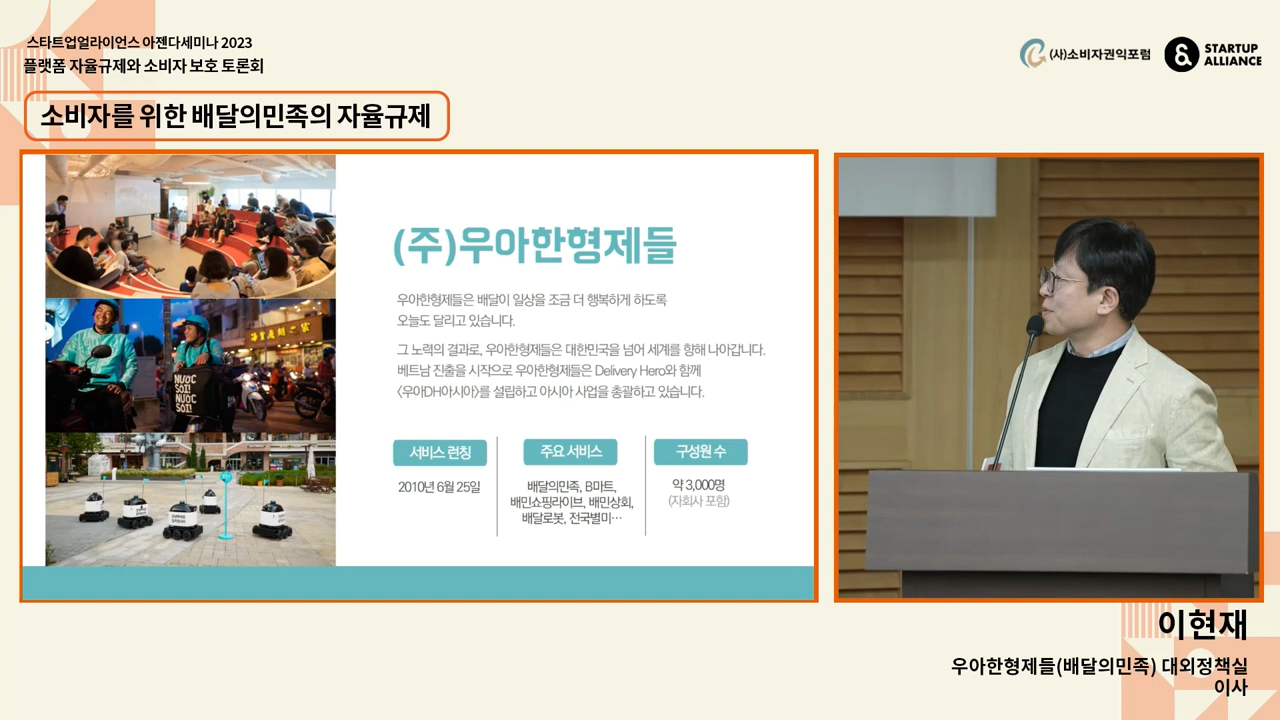 스타트업얼라이언스 아젠다세미나 2023
플랫폼 자율규제와 소비자 보호 토론회
(사)소비자권익포럼
STARTUP
ALLIANCE
소비자를 위한 배달의민족의 자율규제
(주)우아한형제들
우아한형제들은 배달이 일상을 조금 더 행복하게 하도록
오늘도 달리고 있습니다.
그 노력의 결과로, 우아한형제들은 대한민국을 넘어 세계를 향해 나아갑니다.
베트남 진출을 시작으로 우아한형제들은 Delivery Hero와 함께
〈우아DH아시아〉를 설립하고 아시아 사업을 총괄하고 있습니다.
서비스 런칭
2010년 6월 25일
주요 서비스
배달의민족, B마트,
배민쇼핑라이브, 배민상회,
배달로봇, 전국별미…
구성원 수
약 3,000명
(자회사 포함)
NƯỚC
SÔI!
NƯỚC
SÔI!
이현재
우아한형제들(배달의민족) 대외정책실
이사